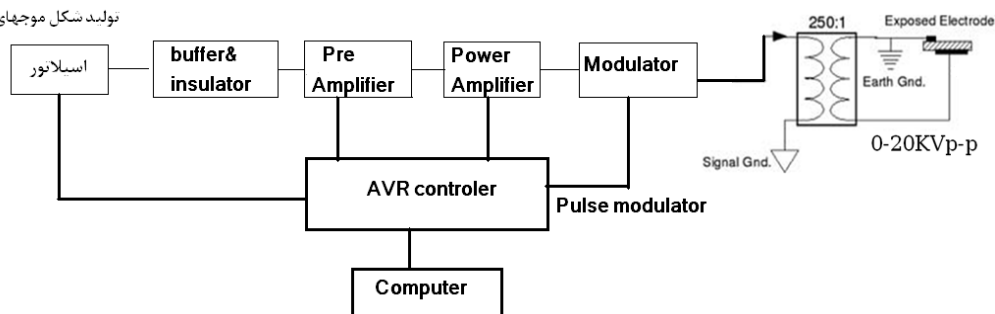 تولید شکل موجهای
اسیلاتور
buffer&
insulator
Pre
Amplifier
Power
Amplifier
Modulator
250:1
Exposed Electrode
Earth Gnd.
0-20KVp-p
Signal Gnd.
AVR controler
Pulse modulator
Computer